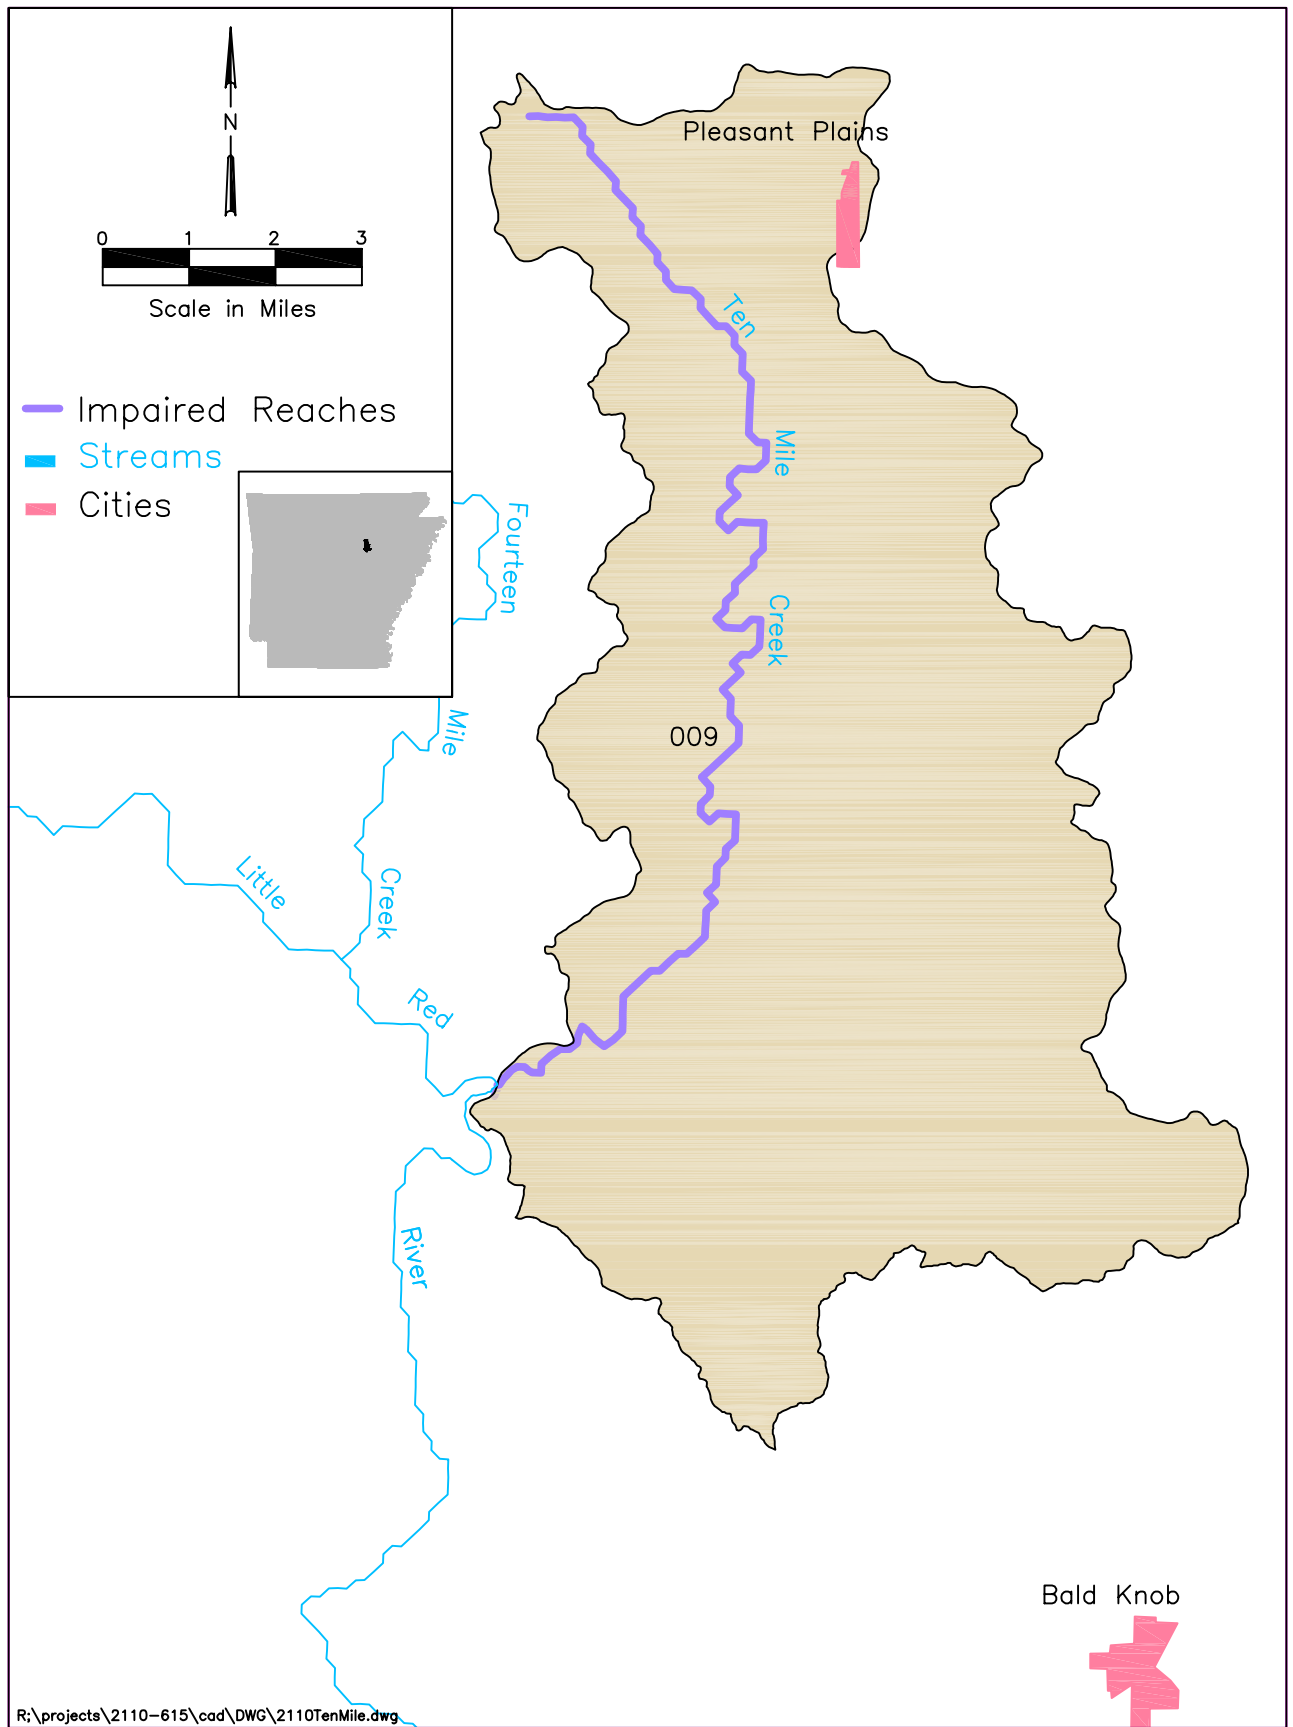 N
0 1 2 3
Scale in Miles
Impaired Reaches
Streams
Cities
Pleasant Plains
Ten
Mile
Creek
009
Fourteen
Mile
Creek
Little
Red
River
Bald Knob
R;\projects\2110-615\cad\DWG\2110TenMile.dwg